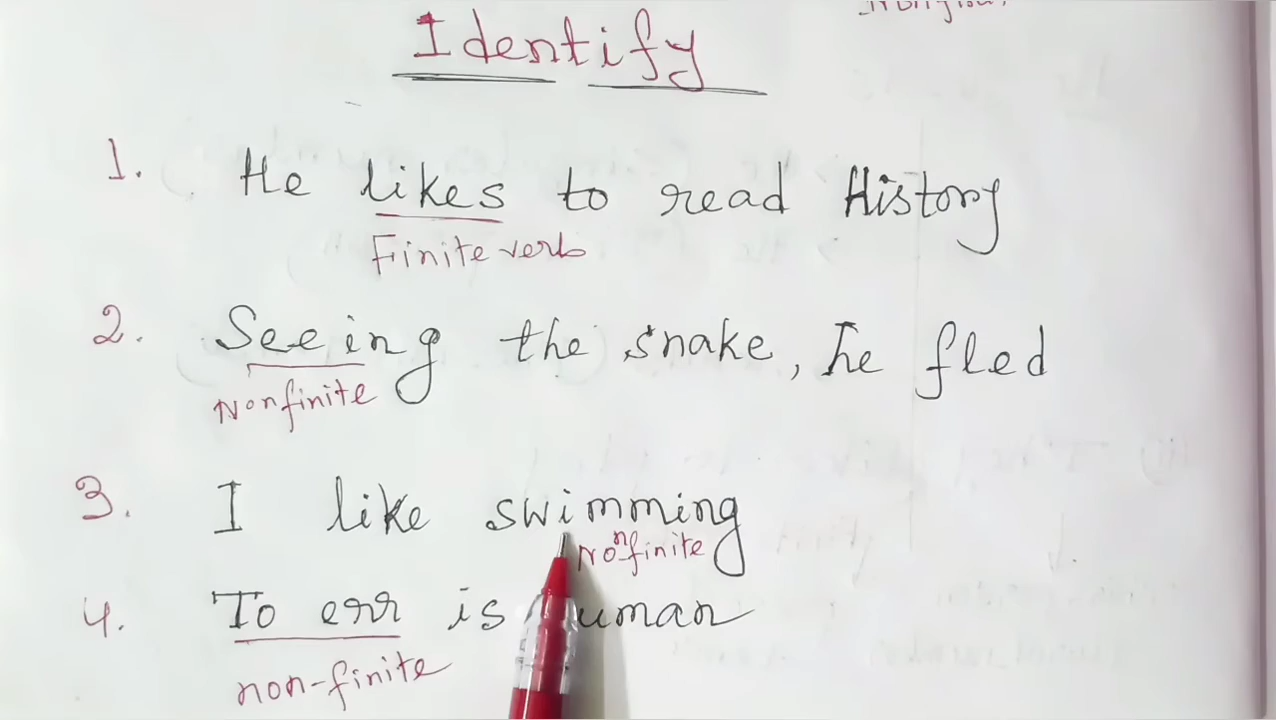 Identify
1. He likes to read History
Finite verb
2. Seeing the snake, he fled
Nonfinite
3. I like swimming
Nonfinite
4. To err is uman
non-finite